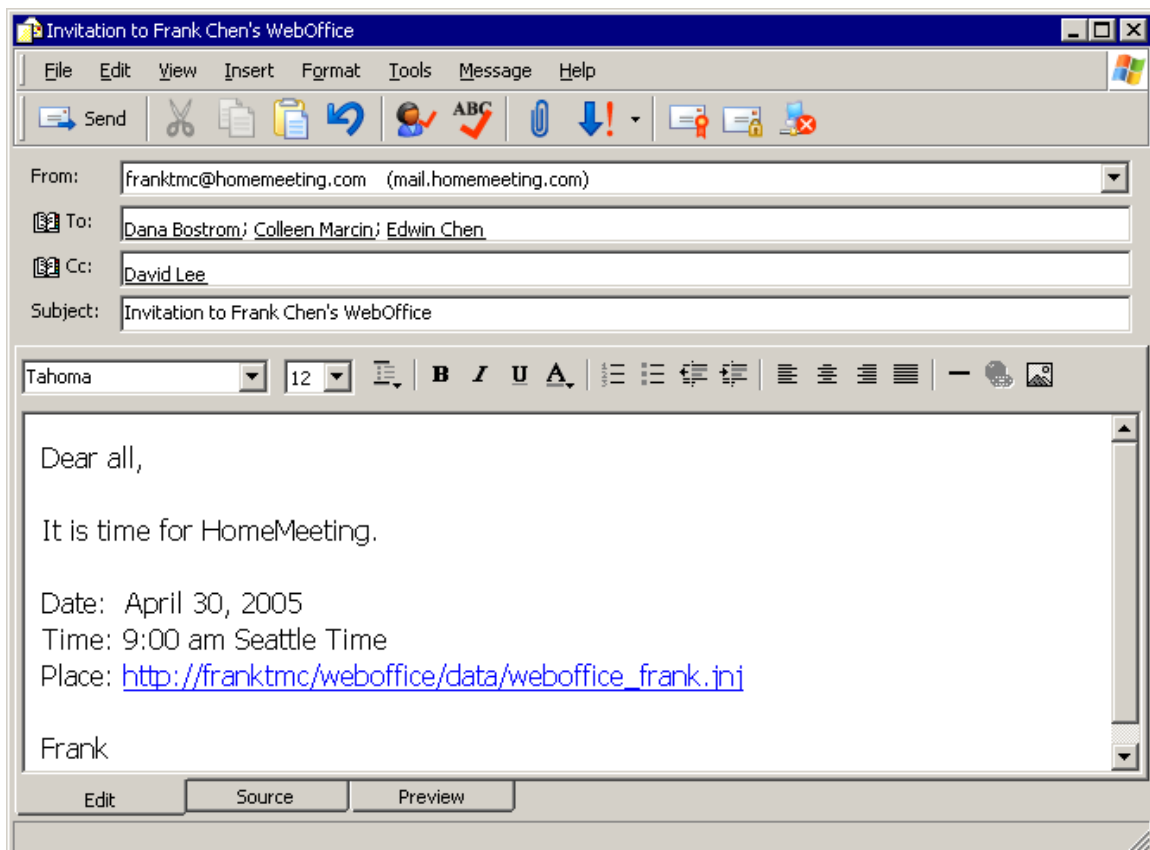 Invitation to Frank Chen's WebOffice
File Edit View Insert Format Tools Message Help
Send ABC
From: franktmc@homemeeting.com (mail.homemeeting.com)
To: Dana Bostrom; Colleen Marcin; Edwin Chen
Cc: David Lee
Subject: Invitation to Frank Chen's WebOffice
Tahoma 12 B I U A
Dear all,
It is time for HomeMeeting.
Date: April 30, 2005
Time: 9:00 am Seattle Time
Place: http://franktmc/weboffice/data/weboffice_frank.jnj
Frank
Edit Source Preview